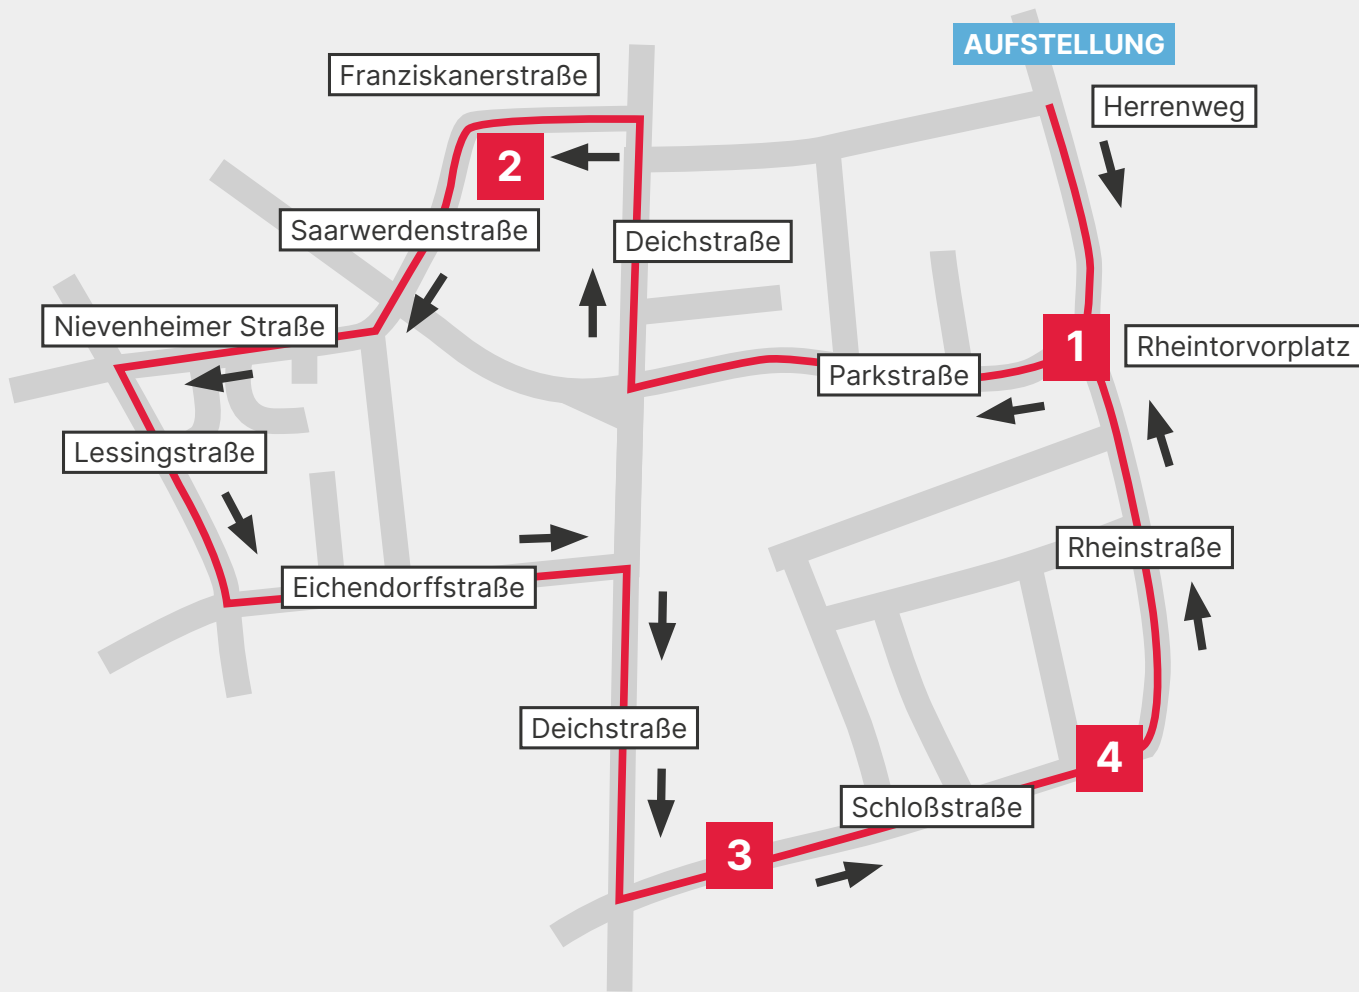 AUFSTELLUNG
Franziskanerstraße
Herrenweg
2
Saarwerdenstraße
Deichstraße
Nievenheimer Straße
1
Rheintorvorplatz
Parkstraße
Lessingstraße
Rheinstraße
Eichendorffstraße
Deichstraße
4
Schloßstraße
3